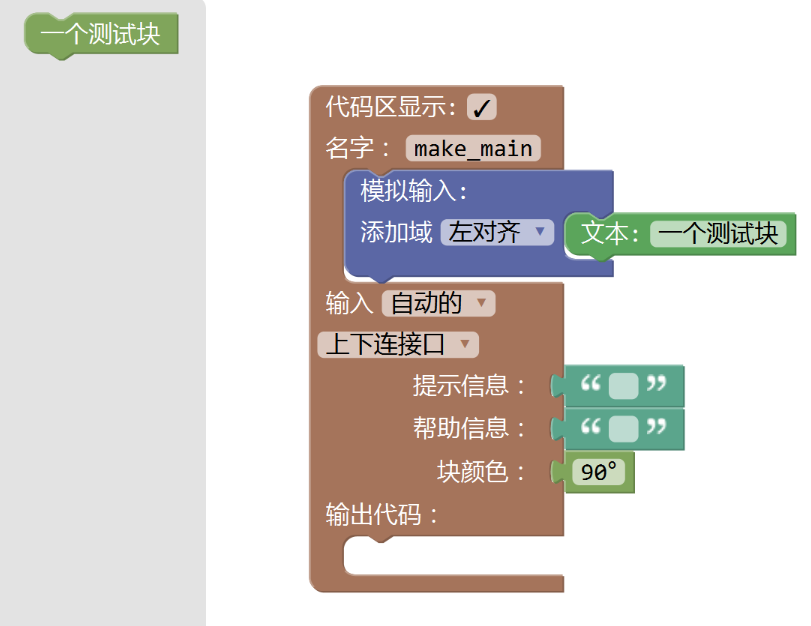 一个测试块
代码区显示: ✓
名字： make_main
模拟输入:
添加域 左对齐 ▼ 文本: 一个测试块
输入 自动的 ▼
上下连接口 ▼
提示信息： “ ”
帮助信息： “ ”
块颜色： 90°
输出代码：